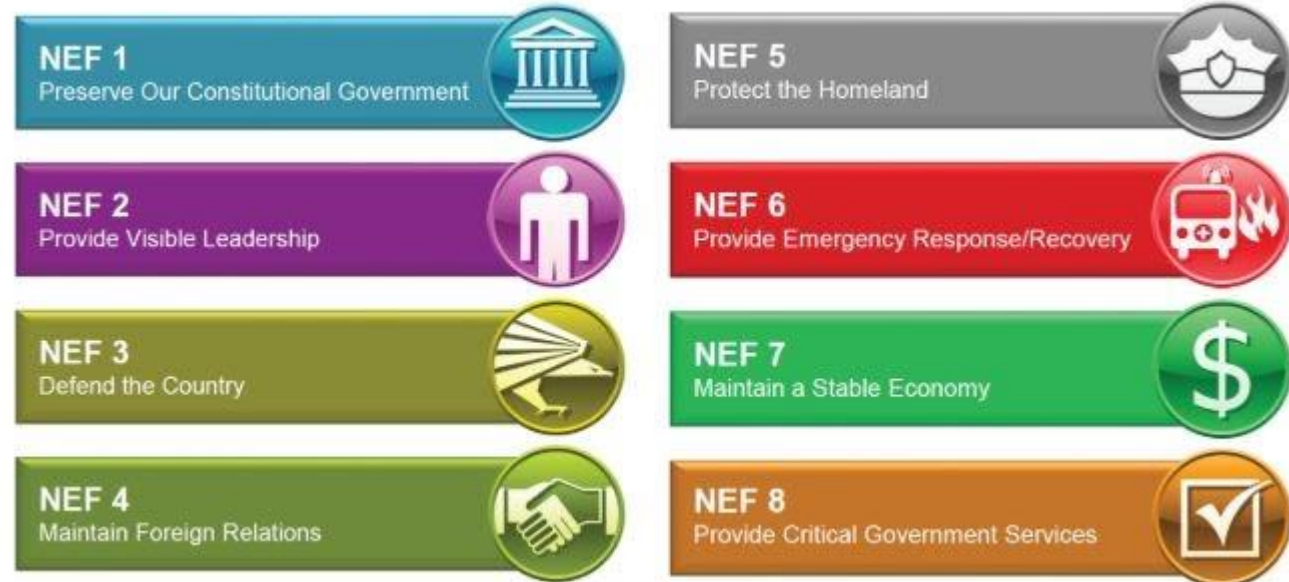 NEF 1
Preserve Our Constitutional Government
NEF 2
Provide Visible Leadership
NEF 3
Defend the Country
NEF 4
Maintain Foreign Relations
NEF 5
Protect the Homeland
NEF 6
Provide Emergency Response/Recovery
NEF 7
Maintain a Stable Economy
NEF 8
Provide Critical Government Services